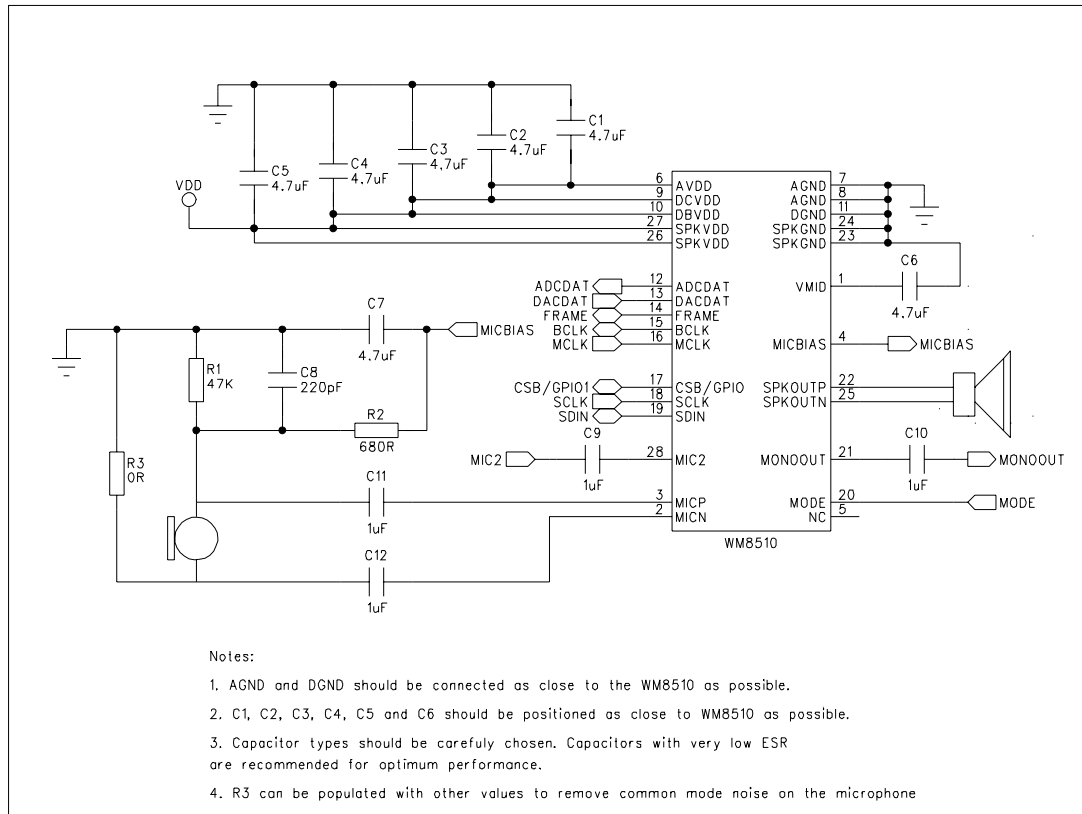 C1
4.7uF
C2
4.7uF
C3
4.7uF
C4
4.7uF
C5
4.7uF
VDD
6 AVDD AGND 7
9 DCVDD AGND 8
10 DBVDD DGND 11
27 SPKVDD SPKGND 24
26 SPKVDD SPKGND 23
C6
4.7uF
ADCDAT 12 ADCDAT VMID 1
DACDAT 13 DACDAT
FRAME 14 FRAME
BCLK 15 BCLK
MCLK 16 MCLK MICBIAS 4 MICBIAS
C7
4.7uF
MICBIAS
R1
47K
C8
220pF
R2
680R
CSB/GPIO1 17 CSB/GPIO SPKOUTP 22
SCLK 18 SCLK SPKOUTN 25
SDIN 19 SDIN
R3
0R
C9
MIC2 28 MIC2
1uF
C10
MONOOUT 21 MONOOUT
1uF
C11
1uF
3 MICP MODE 20 MODE
2 MICN NC 5
WM8510
C12
1uF
Notes:
1. AGND and DGND should be connected as close to the WM8510 as possible.
2. C1, C2, C3, C4, C5 and C6 should be positioned as close to WM8510 as possible.
3. Capacitor types should be carefuly chosen. Capacitors with very low ESR
are recommended for optimum performance.
4. R3 can be populated with other values to remove common mode noise on the microphone